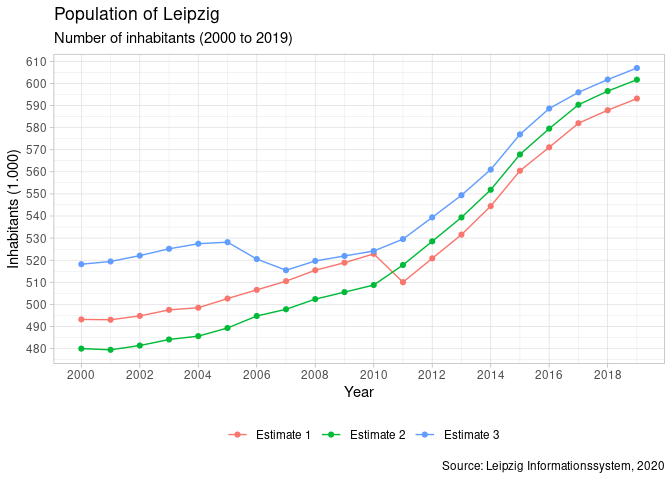 Population of Leipzig
Number of inhabitants (2000 to 2019)
Inhabitants (1.000)
610
600
590
580
570
560
550
540
530
520
510
500
490
480
2000 2002 2004 2006 2008 2010 2012 2014 2016 2018
Year
Estimate 1 Estimate 2 Estimate 3
Source: Leipzig Informationssystem, 2020